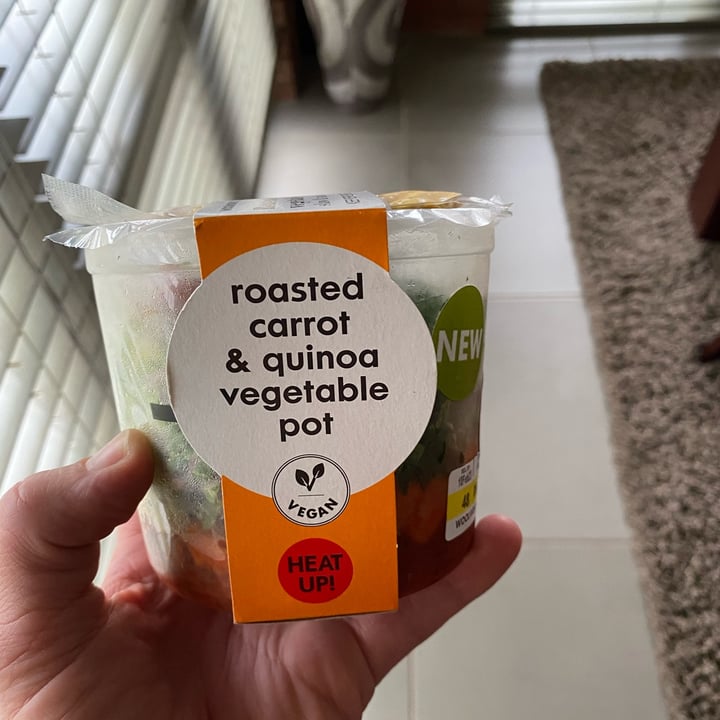 roasted
carrot
& quinoa
vegetable
pot
NEW
VEGAN
HEAT
UP!